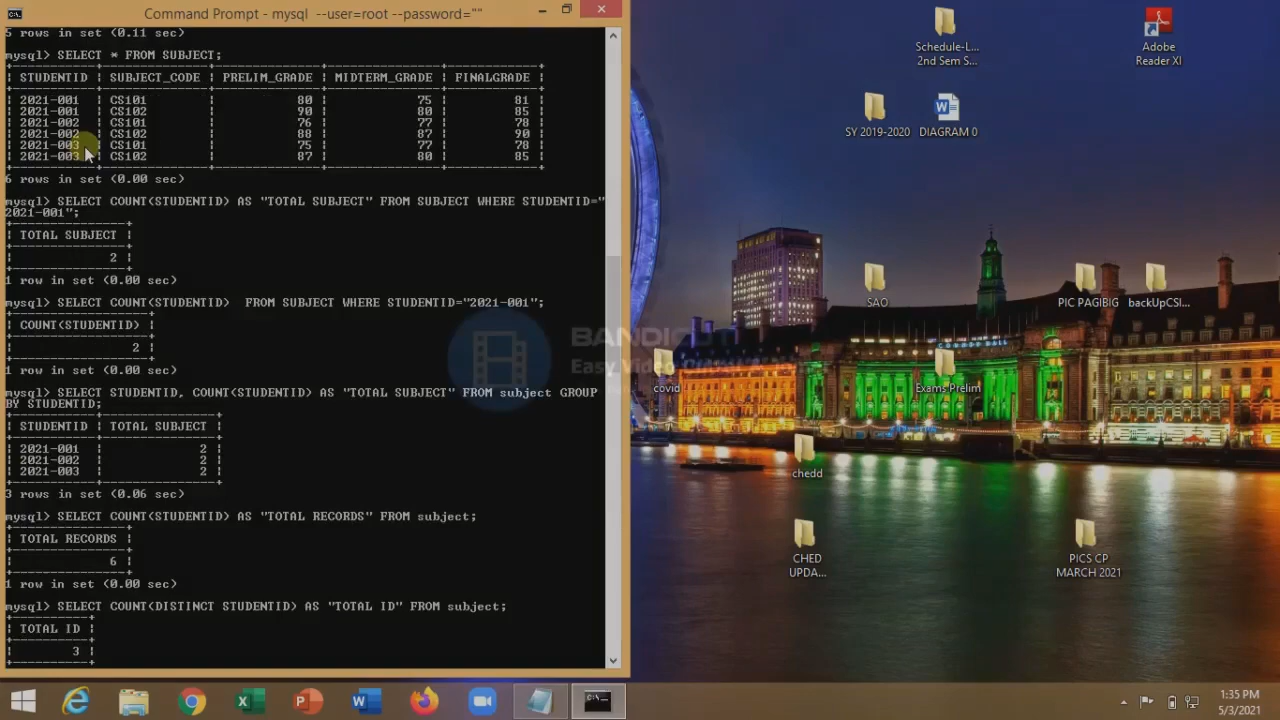 Command Prompt - mysql  --user=root --password=""
5 rows in set (0.11 sec)
mysql> SELECT * FROM SUBJECT;
| STUDENTID | SUBJECT_CODE | PRELIM_GRADE | MIDTERM_GRADE | FINALGRADE |
| 2021-001 | CS101 | 80 | 75 | 81 |
| 2021-001 | CS102 | 90 | 80 | 85 |
| 2021-002 | CS101 | 76 | 77 | 78 |
| 2021-002 | CS102 | 88 | 87 | 90 |
| 2021-003 | CS101 | 75 | 77 | 78 |
| 2021-003 | CS102 | 87 | 80 | 85 |
6 rows in set (0.00 sec)
mysql> SELECT COUNT(STUDENTID) AS "TOTAL SUBJECT" FROM SUBJECT WHERE STUDENTID="
2021-001";
| TOTAL SUBJECT |
| 2 |
1 row in set (0.00 sec)
mysql> SELECT COUNT(STUDENTID)  FROM SUBJECT WHERE STUDENTID="2021-001";
| COUNT(STUDENTID) |
| 2 |
1 row in set (0.00 sec)
mysql> SELECT STUDENTID, COUNT(STUDENTID) AS "TOTAL SUBJECT" FROM subject GROUP
BY STUDENTID;
| STUDENTID | TOTAL SUBJECT |
| 2021-001 | 2 |
| 2021-002 | 2 |
| 2021-003 | 2 |
3 rows in set (0.06 sec)
mysql> SELECT COUNT(STUDENTID) AS "TOTAL RECORDS" FROM subject;
| TOTAL RECORDS |
| 6 |
1 row in set (0.00 sec)
mysql> SELECT COUNT(DISTINCT STUDENTID) AS "TOTAL ID" FROM subject;
| TOTAL ID |
| 3 |
Schedule-L...
2nd Sem S...
Adobe
Reader XI
SY 2019-2020
DIAGRAM 0
SAO
PIC PAGIBIG
backUpCSI...
covid
Exams Prelim
chedd
CHED
UPDA...
PICS CP
MARCH 2021
1:35 PM
5/3/2021